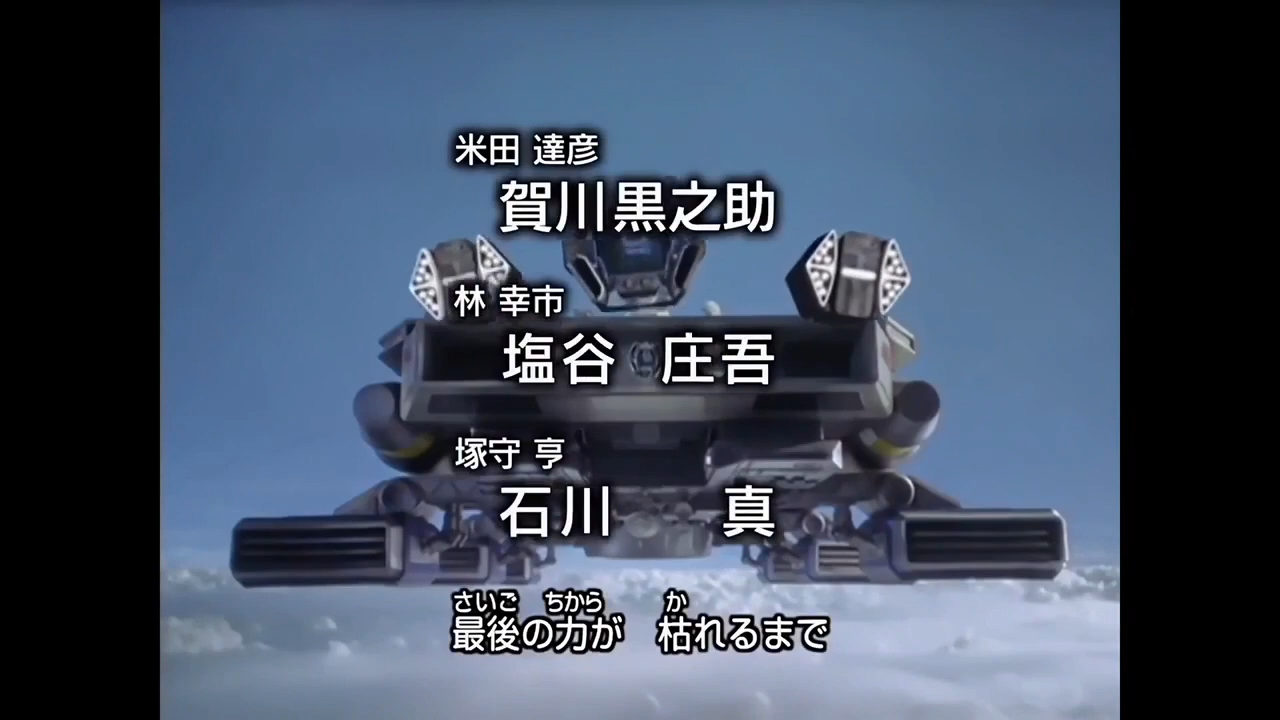 米田 達彦
賀川黒之助
林 幸市
塩谷 庄吾
塚守 亨
石川 真
さいご ちから か
最後の力が 枯れるまで